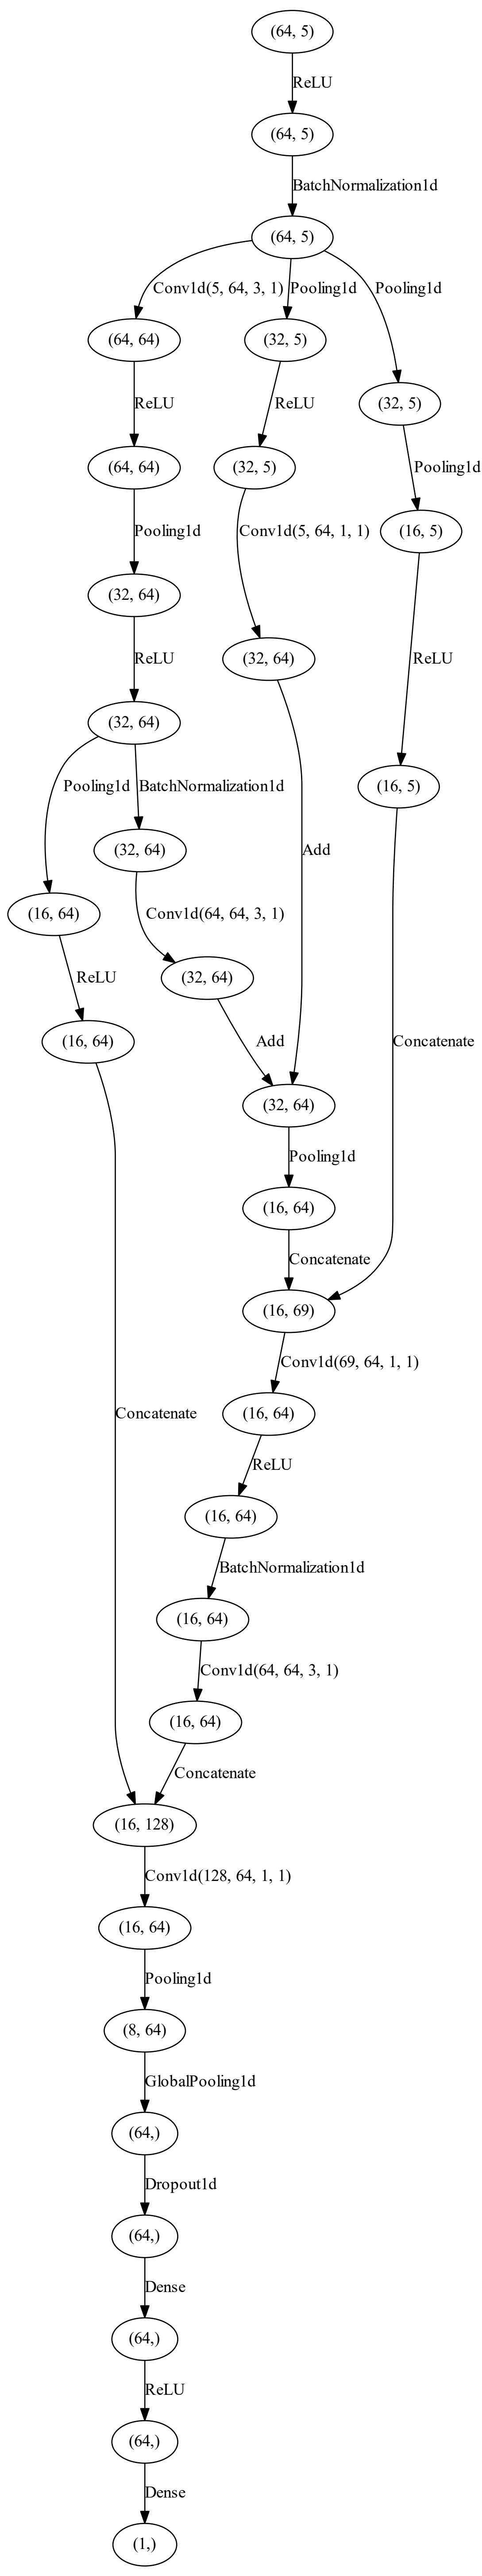 (64, 5)
ReLU
(64, 5)
BatchNormalization1d
(64, 5)
Conv1d(5, 64, 3, 1) Pooling1d Pooling1d
(64, 64) (32, 5)
ReLU ReLU (32, 5)
(64, 64) (32, 5) Pooling1d
Pooling1d Conv1d(5, 64, 1, 1) (16, 5)
(32, 64)
ReLU (32, 64) ReLU
(32, 64)
Pooling1d BatchNormalization1d (16, 5)
(32, 64) Add
(16, 64) Conv1d(64, 64, 3, 1)
ReLU (32, 64)
(16, 64) Add Concatenate
(32, 64)
Pooling1d
(16, 64)
Concatenate
(16, 69)
Conv1d(69, 64, 1, 1)
Concatenate (16, 64)
ReLU
(16, 64)
BatchNormalization1d
(16, 64)
Conv1d(64, 64, 3, 1)
(16, 64)
Concatenate
(16, 128)
Conv1d(128, 64, 1, 1)
(16, 64)
Pooling1d
(8, 64)
GlobalPooling1d
(64,)
Dropout1d
(64,)
Dense
(64,)
ReLU
(64,)
Dense
(1,)